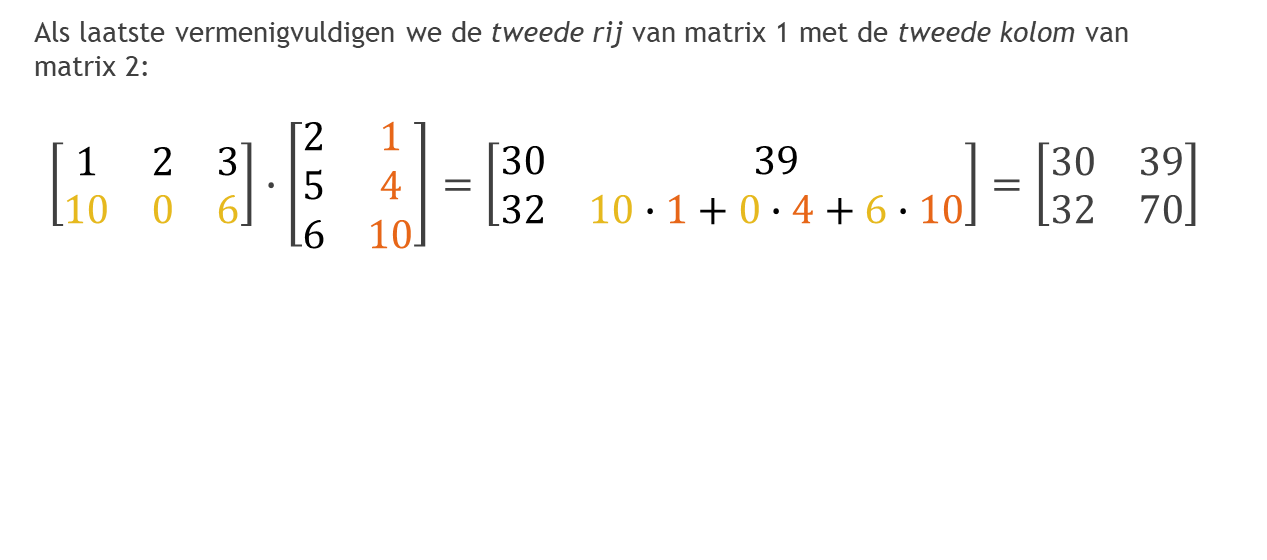 Als laatste vermenigvuldigen we de tweede rij van matrix 1 met de tweede kolom van
matrix 2:
[1 2 3; 10 0 6] · [2 1; 5 4; 6 10] = [30 39; 32 10 · 1 + 0 · 4 + 6 · 10] = [30 39; 32 70]